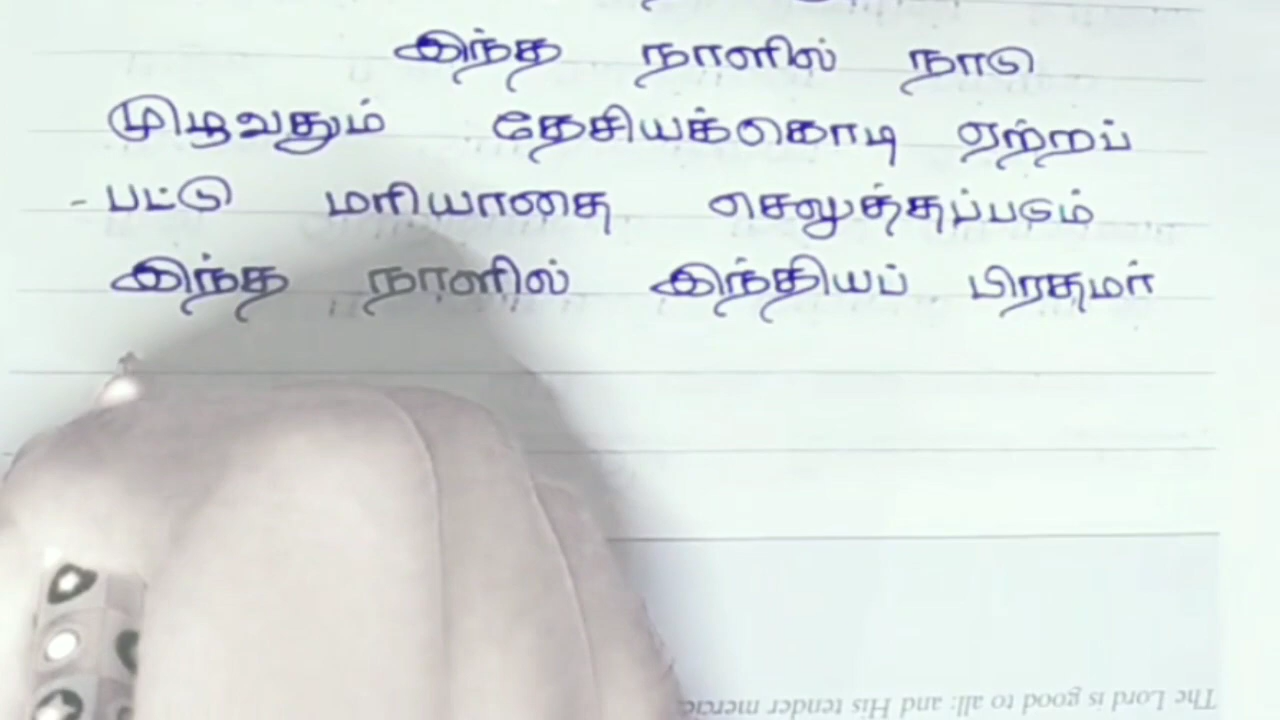 இந்த நாளில் நாடு
முழுவதும் தேசியக்கொடி ஏற்றப்
- பட்டு மரியாதை செலுத்தப்படும்
இந்த நாளில் இந்தியப் பிரதமர்
The Lord is good to all: and His tender